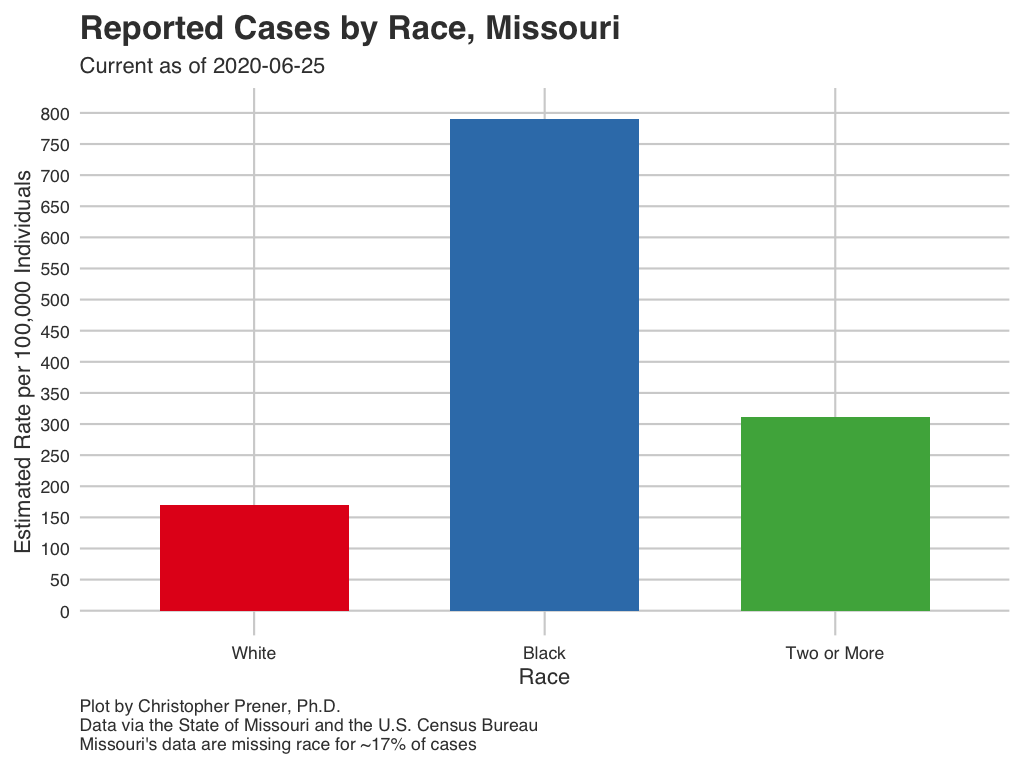 Reported Cases by Race, Missouri
Current as of 2020-06-25
Estimated Rate per 100,000 Individuals
800
750
700
650
600
550
500
450
400
350
300
250
200
150
100
50
0
White Black Two or More
Race
Plot by Christopher Prener, Ph.D.
Data via the State of Missouri and the U.S. Census Bureau
Missouri's data are missing race for ~17% of cases